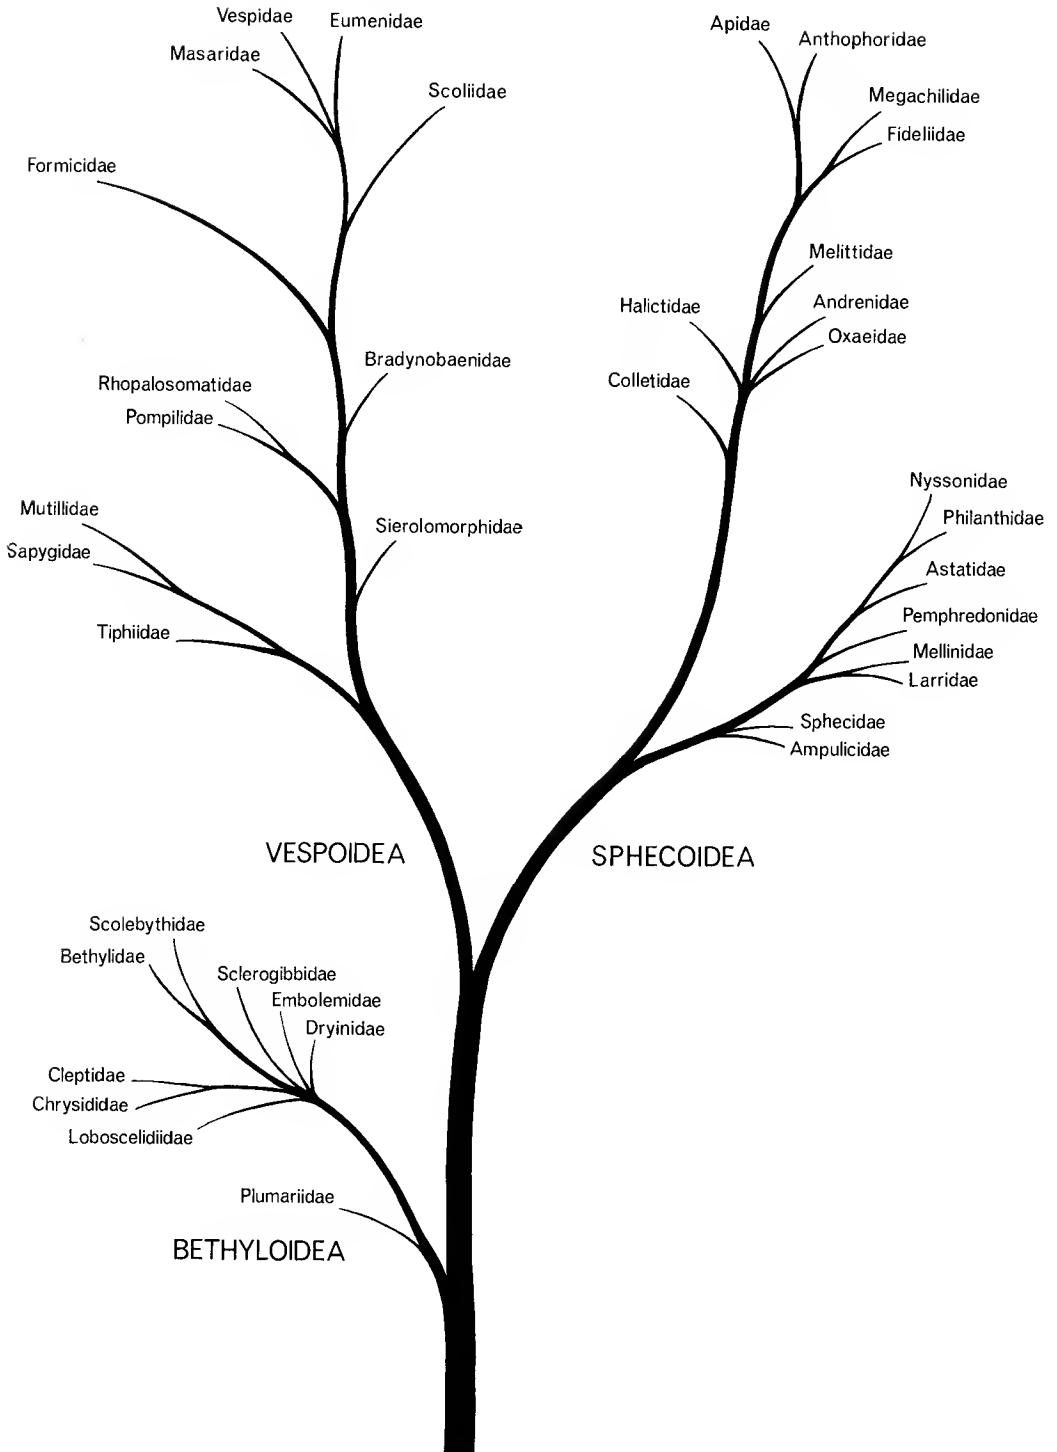 Vespidae
Eumenidae
Masaridae
Scoliidae
Formicidae
Bradynobaenidae
Rhopalosomatidae
Pompilidae
Mutillidae
Sierolomorphidae
Sapygidae
Tiphiidae
VESPOIDEA
Apidae
Anthophoridae
Megachilidae
Fideliidae
Melittidae
Halictidae
Andrenidae
Oxaeidae
Colletidae
Nyssonidae
Philanthidae
Astatidae
Pemphredonidae
Mellinidae
Larridae
Sphecidae
Ampulicidae
SPHECOIDEA
Scolebythidae
Bethylidae
Sclerogibbidae
Embolemidae
Dryinidae
Cleptidae
Chrysididae
Loboscelidiidae
Plumariidae
BETHYLOIDEA